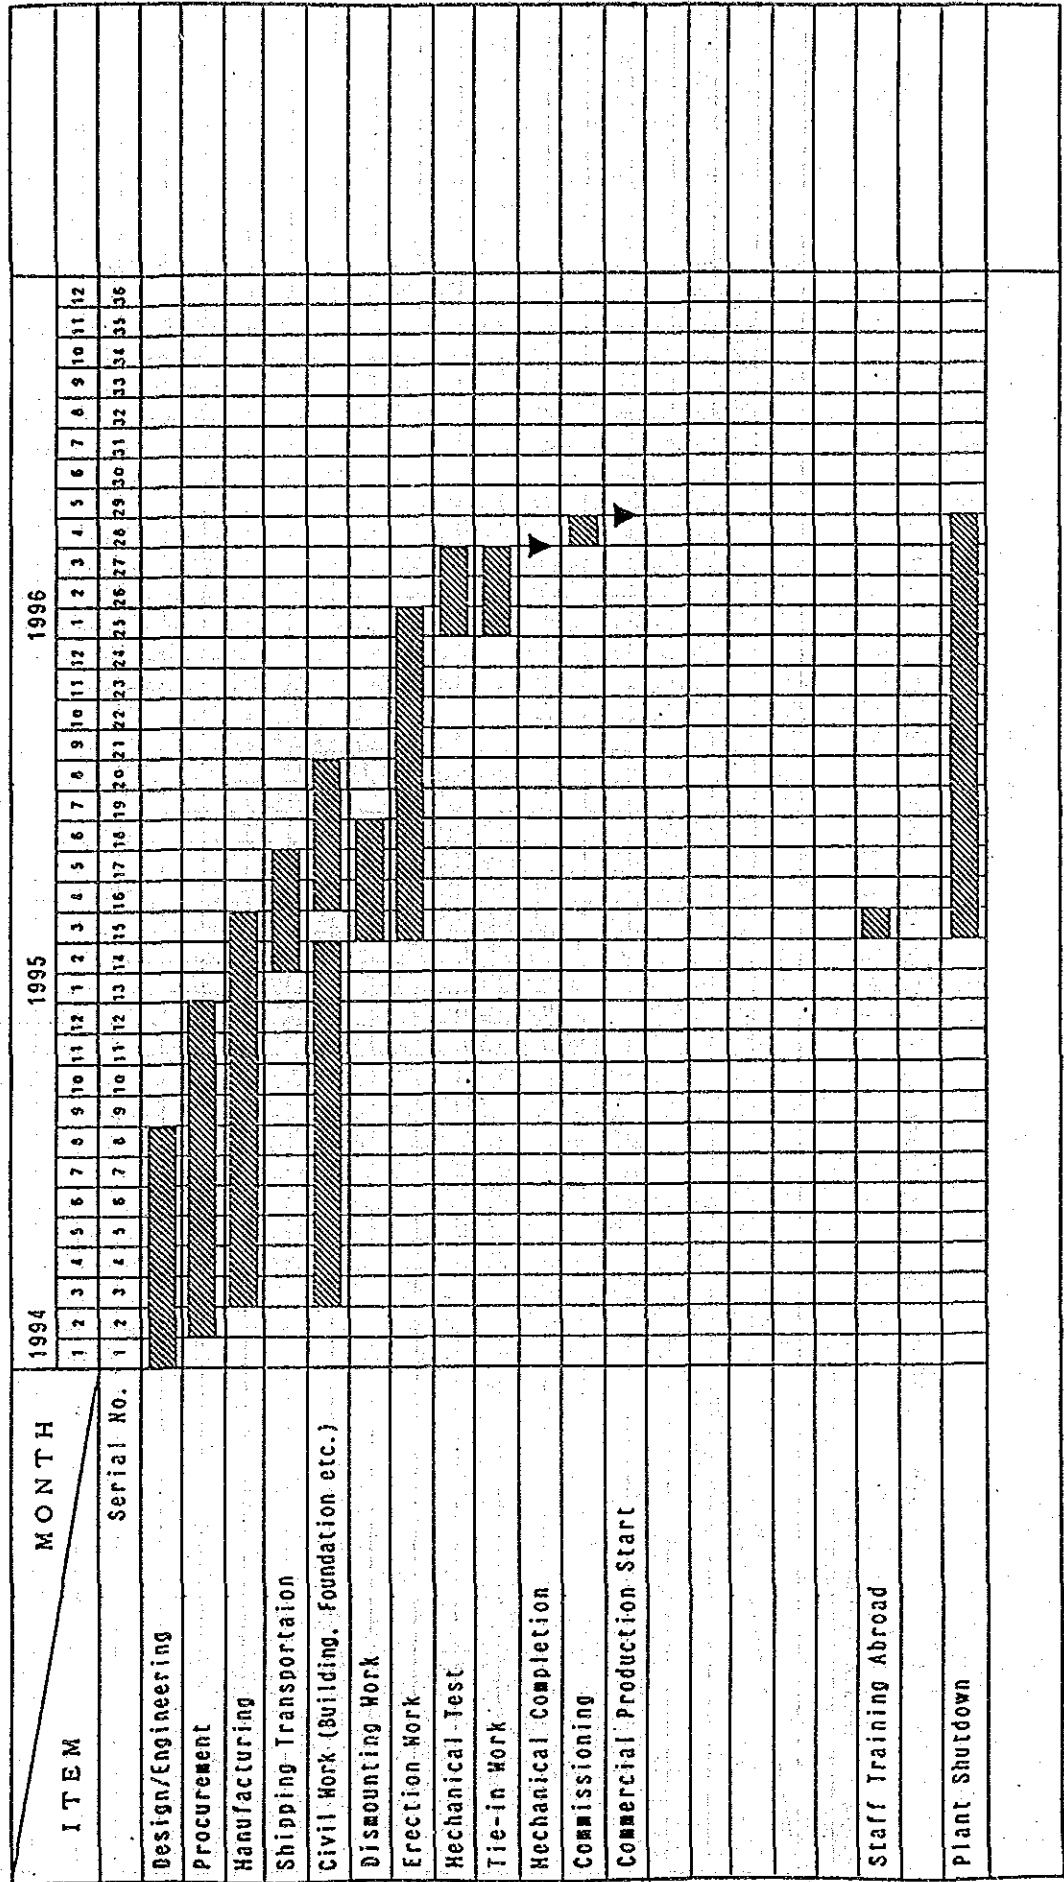 MONTH
ITEM
1994 1995 1996
1 2 3 4 5 6 7 8 9 10 11 12 1 2 3 4 5 6 7 8 9 10 11 12 1 2 3 4 5 6 7 8 9 10 11 12
Serial No. 1 2 3 4 5 6 7 8 9 10 11 12 13 14 15 16 17 18 19 20 21 22 23 24 25 26 27 28 29 30 31 32 33 34 35 36
Design/Engineering
Procurement
Manufacturing
Shipping Transportaion
Civil Work (Building, Foundation etc.)
Dismounting Work
Erection Work
Mechanical Test
Tie-in Work
Mechanical Completion
Commissioning
Commercial Production Start
Staff Training Abroad
Plant Shutdown